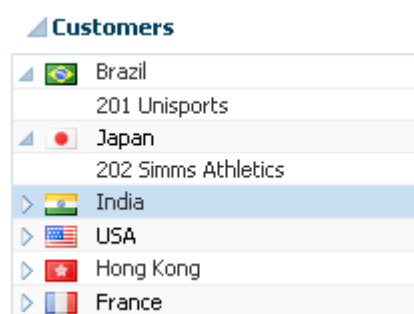 Customers
Brazil
201 Unisports
Japan
202 Simms Athletics
India
USA
Hong Kong
France